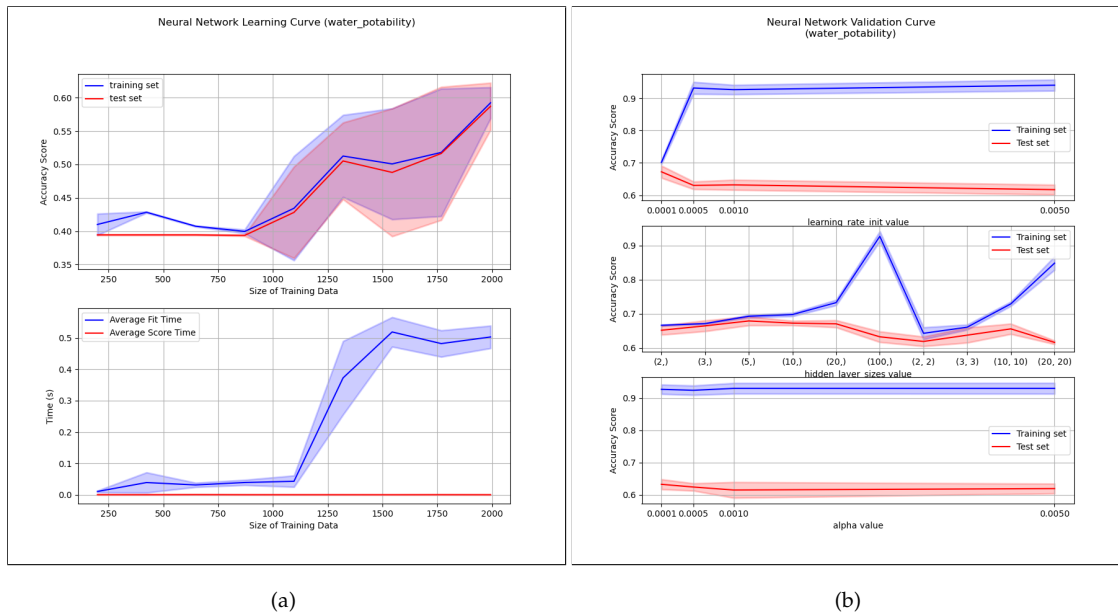 Neural Network Learning Curve (water_potability)
training set
test set
Accuracy Score
0.60
0.55
0.50
0.45
0.40
0.35
250 500 750 1000 1250 1500 1750 2000
Size of Training Data
Average Fit Time
Average Score Time
Time (s)
0.5
0.4
0.3
0.2
0.1
0.0
250 500 750 1000 1250 1500 1750 2000
Size of Training Data
(a)
Neural Network Validation Curve
(water_potability)
Accuracy Score
0.9
0.8
0.7
0.6
Training set
Test set
0.0001 0.0005 0.0010 0.0050
learning_rate_init value
Accuracy Score
0.9
0.8
0.7
0.6
Training set
Test set
(2,) (3,) (5,) (10,) (20,) (100,) (2, 2) (3, 3) (10, 10) (20, 20)
hidden_layer_sizes value
Accuracy Score
0.9
0.8
0.7
0.6
Training set
Test set
0.0001 0.0005 0.0010 0.0050
alpha value
(b)